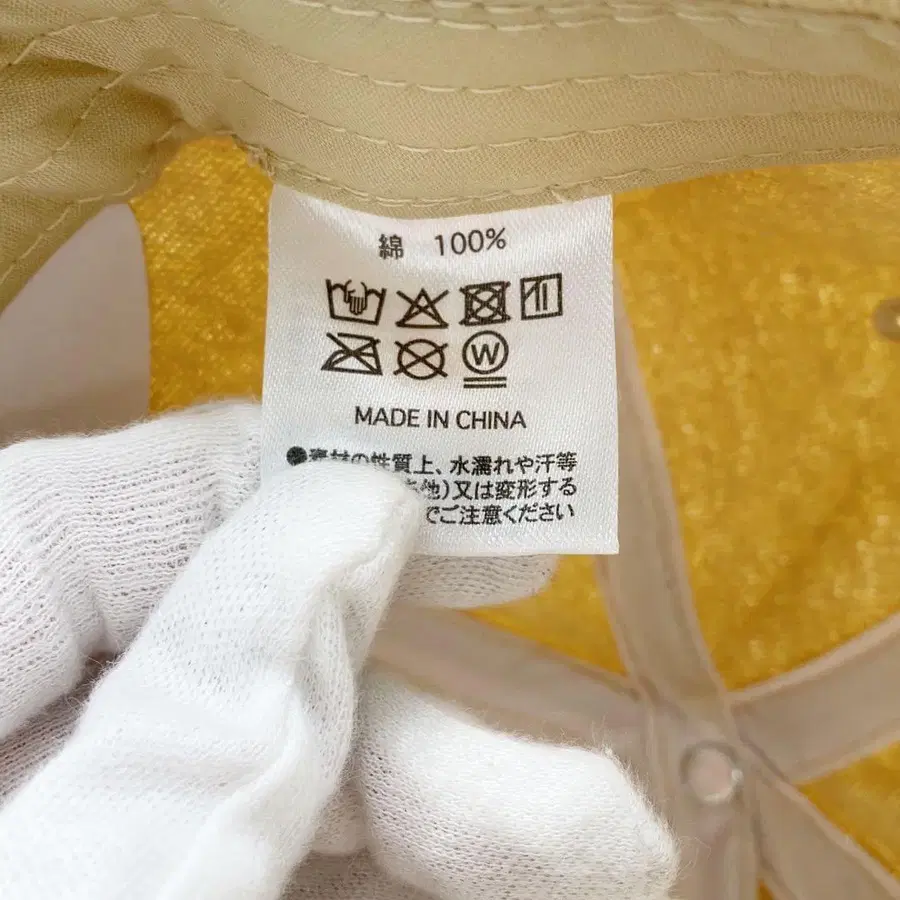 綿 100%
W
MADE IN CHINA
●素材の性質上、水濡れや汗等
他)又は変形する
でご注意ください